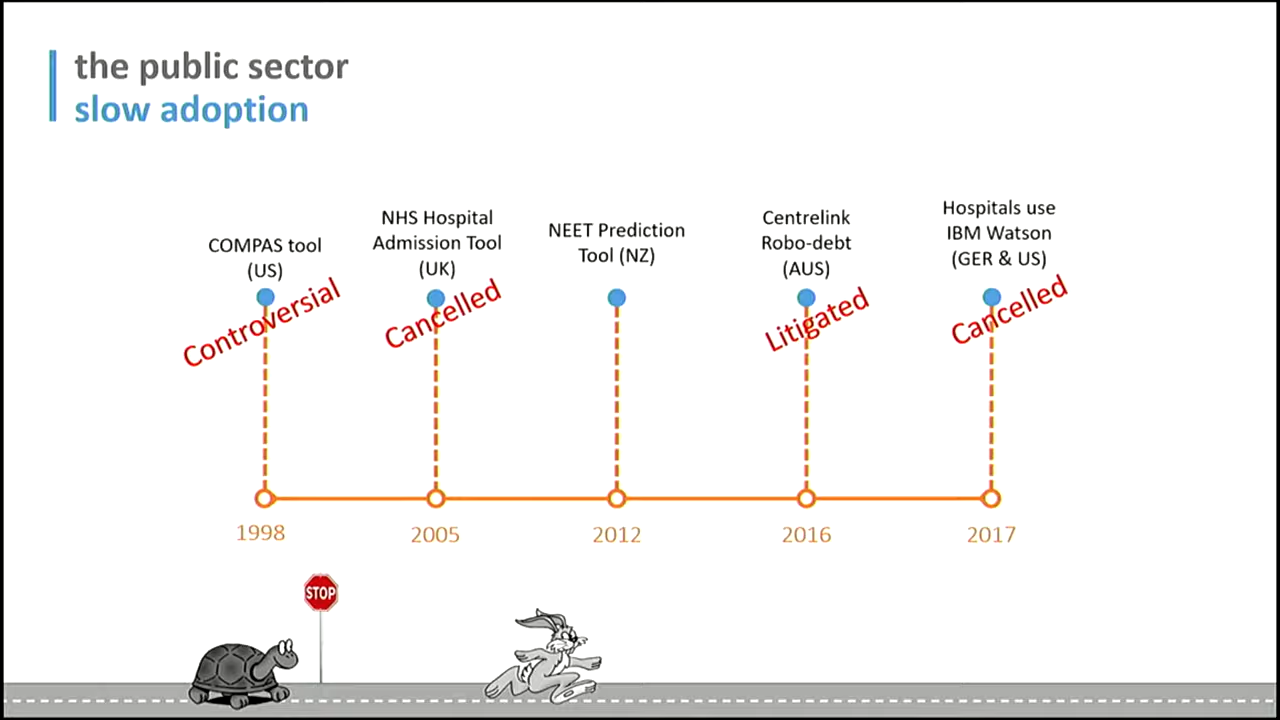 the public sector
slow adoption
COMPAS tool
(US)
Controversial
NHS Hospital
Admission Tool
(UK)
Cancelled
NEET Prediction
Tool (NZ)
Centrelink
Robo-debt
(AUS)
Litigated
Hospitals use
IBM Watson
(GER & US)
Cancelled
1998
2005
2012
2016
2017
STOP